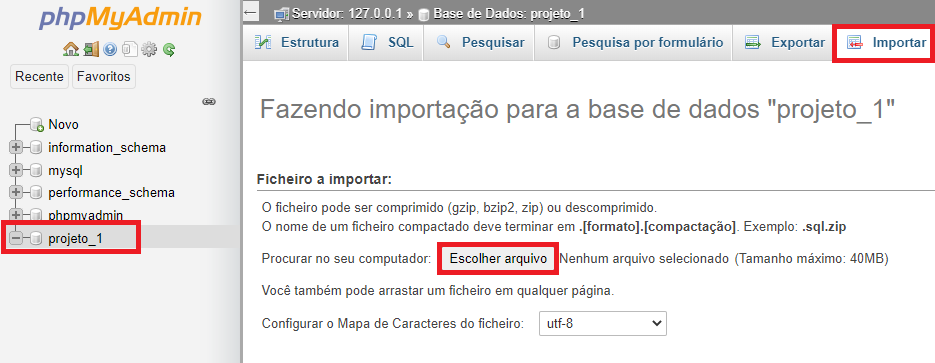 phpMyAdmin
Recente Favoritos
Novo
information_schema
mysql
performance_schema
phpmyadmin
projeto_1
Servidor: 127.0.0.1 » Base de Dados: projeto_1
Estrutura SQL Pesquisar Pesquisa por formulário Exportar Importar
Fazendo importação para a base de dados "projeto_1"
Ficheiro a importar:
O ficheiro pode ser comprimido (gzip, bzip2, zip) ou descomprimido.
O nome de um ficheiro compactado deve terminar em .[formato].[compactação]. Exemplo: .sql.zip
Procurar no seu computador: Escolher arquivo Nenhum arquivo selecionado (Tamanho máximo: 40MB)
Você também pode arrastar um ficheiro em qualquer página.
Configurar o Mapa de Caracteres do ficheiro: utf-8